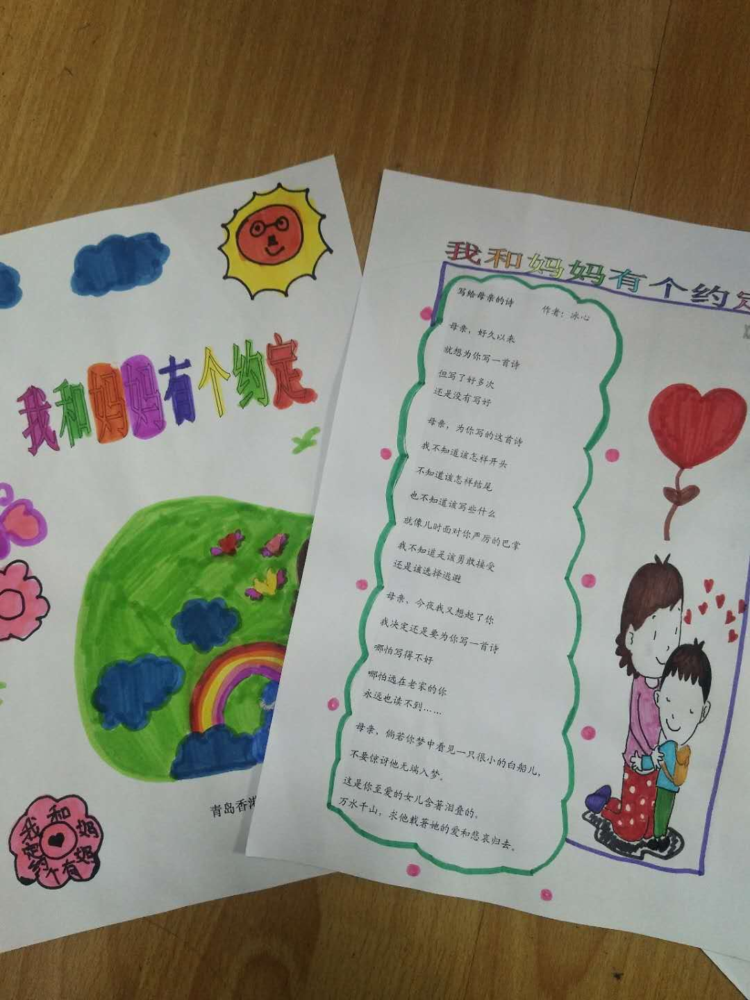 我和妈妈有个约定
青岛香港
我和妈妈有个约定
我和妈妈有个约定
写给母亲的诗
作者：冰心
母亲，好久以来
就想为你写一首诗
但写了好多次
还是没有写好
母亲，为你写的这首诗
我不知道该怎样开头
不知道该怎样结尾
也不知道该写些什么
就像儿时面对你严厉的巴掌
我不知道是该勇敢接受
还是该选择逃避
母亲，今夜我又想起了你
我决定还是要为你写一首诗
哪怕写得不好
哪怕远在老家的你
永远也读不到……
母亲，倘若你梦中看见一只很小的白船儿，
不要惊讶他无端入梦。
这是你至爱的女儿含著泪叠的，
万水千山，求他载著她的爱和悲哀归去。